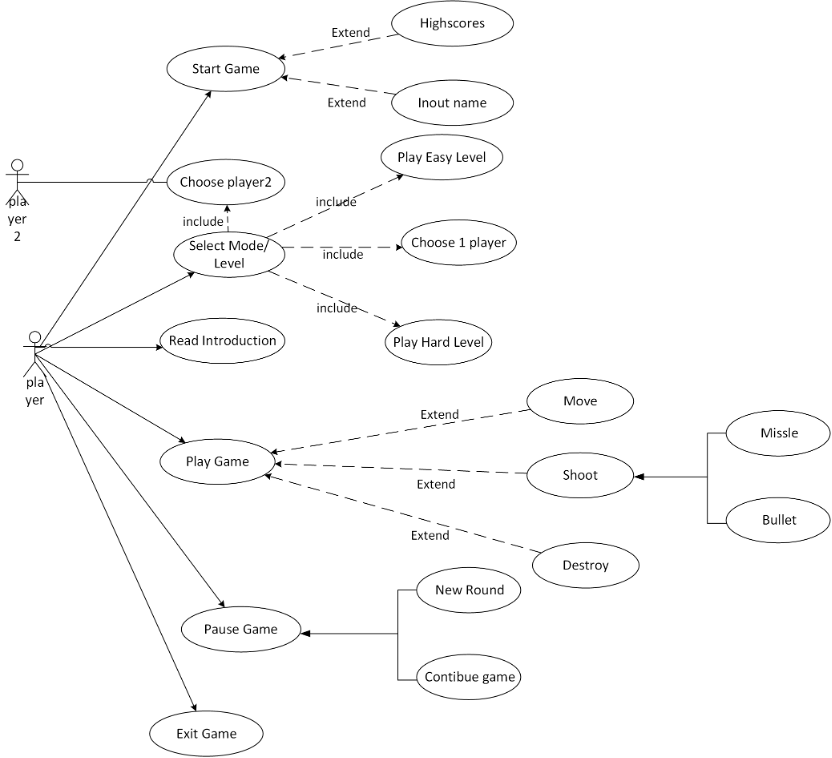 Highscores
Extend
Start Game
Extend
Inout name
Play Easy Level
Choose player2
pla
yer
2
include
include
Select Mode/
Level
Choose 1 player
include
include
Read Introduction
Play Hard Level
pla
yer
Move
Extend
Missle
Play Game
Shoot
Extend
Bullet
Extend
Destroy
New Round
Pause Game
Contibue game
Exit Game